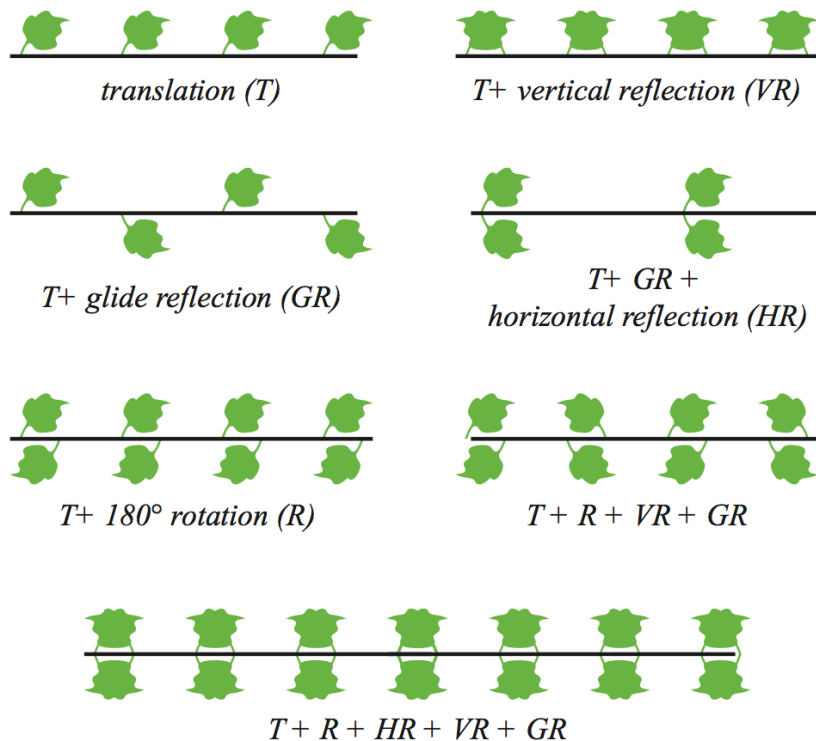 translation (T)
T+ vertical reflection (VR)
T+ glide reflection (GR)
T+ GR +
horizontal reflection (HR)
T+ 180° rotation (R)
T + R + VR + GR
T + R + HR + VR + GR